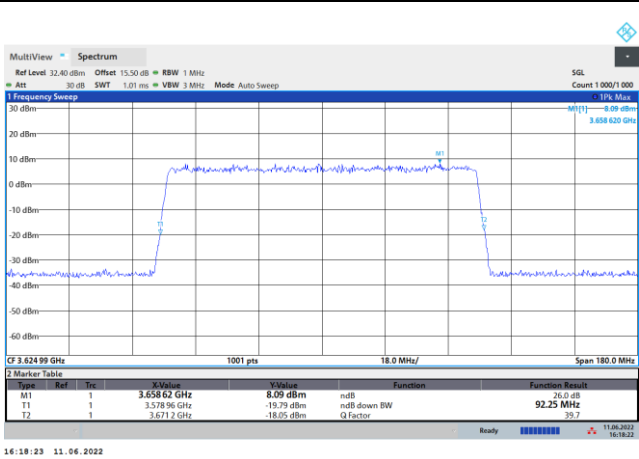 MultiView Spectrum
Ref Level 32.40 dBm Offset 15.50 dB RBW 1 MHz SGL
Att 30 dB SWT 1.01 ms VBW 3 MHz Mode Auto Sweep Count 1 000/1 000
1 Frequency Sweep 1Pk Max
30 dBm M1[1] 8.09 dBm
3.658 620 GHz
20 dBm
M1
10 dBm
0 dBm
-10 dBm
T1 T2
-20 dBm
-30 dBm
-40 dBm
-50 dBm
-60 dBm
CF 3.624 99 GHz 1001 pts 18.0 MHz/ Span 180.0 MHz
2 Marker Table
Type Ref Trc X-Value Y-Value Function Function Result
M1 1 3.658 62 GHz 8.09 dBm ndB 26.0 dB
T1 1 3.578 96 GHz -19.79 dBm ndB down BW 92.25 MHz
T2 1 3.671 2 GHz -18.05 dBm Q Factor 39.7
Ready 11.06.2022
16:18:22
16:18:23 11.06.2022